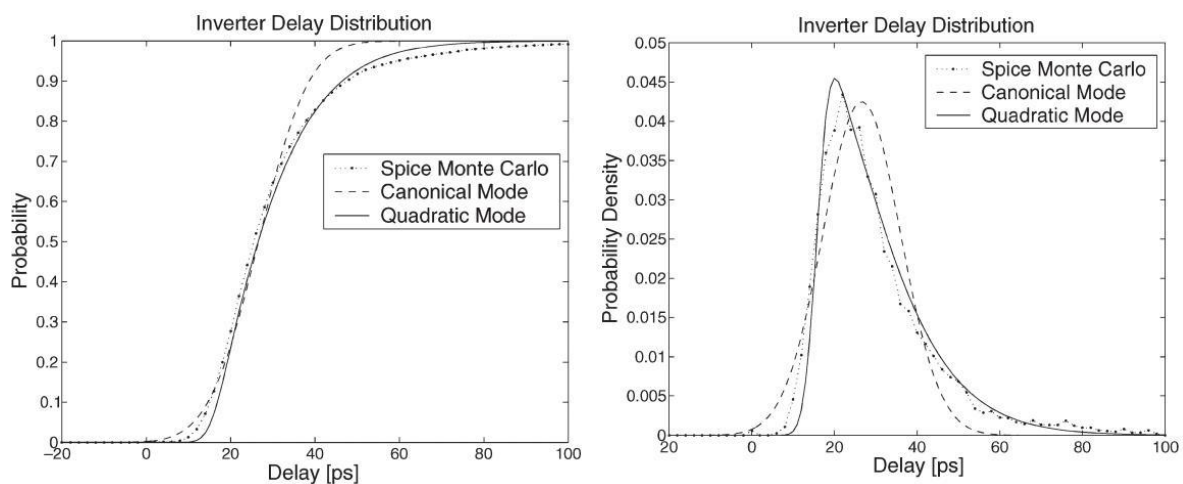 Inverter Delay Distribution
1
0.9
0.8
0.7
0.6
0.5
0.4
0.3
0.2
0.1
0
Probability
Spice Monte Carlo
Canonical Mode
Quadratic Mode
−20 0 20 40 60 80 100
Delay [ps]
Inverter Delay Distribution
0.05
0.045
0.04
0.035
0.03
0.025
0.02
0.015
0.01
0.005
0
Probability Density
Spice Monte Carlo
Canonical Mode
Quadratic Mode
-20 0 20 40 60 80 100
Delay [ps]